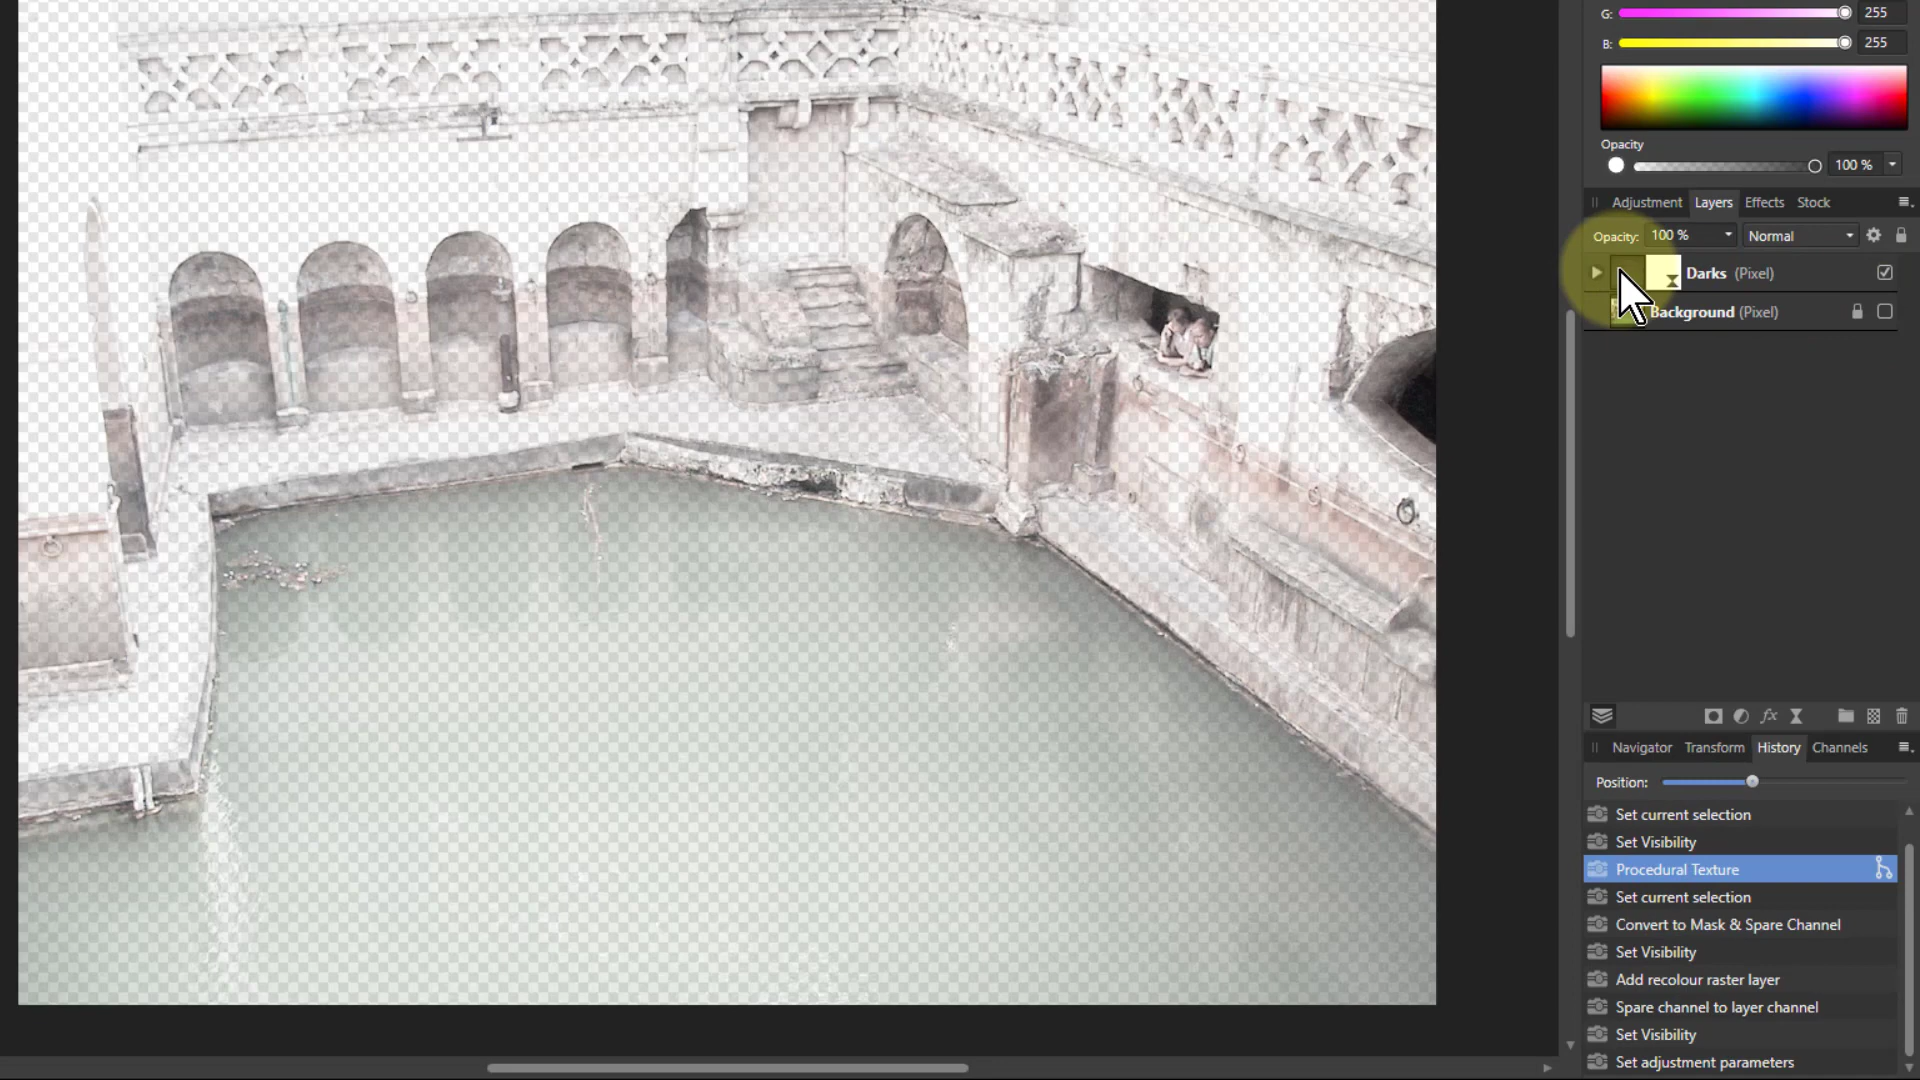 G: 255
B: 255
Opacity
100 %
Adjustment Layers Effects Stock
Opacity: 100 % Normal
Darks (Pixel)
Background (Pixel)
fx
Navigator Transform History Channels
Position:
Set current selection
Set Visibility
Procedural Texture
Set current selection
Convert to Mask & Spare Channel
Set Visibility
Add recolour raster layer
Spare channel to layer channel
Set Visibility
Set adjustment parameters